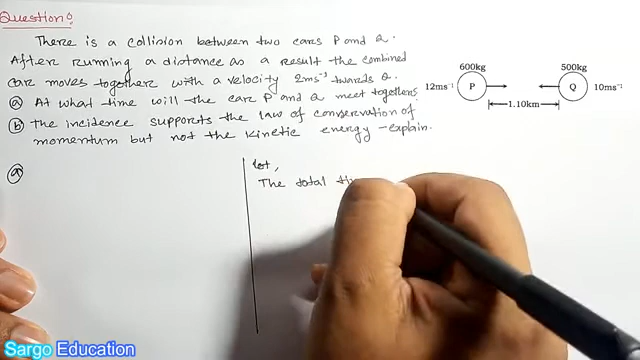 Question:
There is a collision between two cars P and Q.
After running a distance as a result the combined
car moves together with a velocity 2ms⁻¹ towards Q.
(a) At what time will the car P and Q meet together?
(b) The incidence supports the law of conservation of
momentum but not the kinetic energy - explain.
600kg 500kg
12ms⁻¹ P Q 10ms⁻¹
1.10km
(a)
let,
The total
Sargo Education